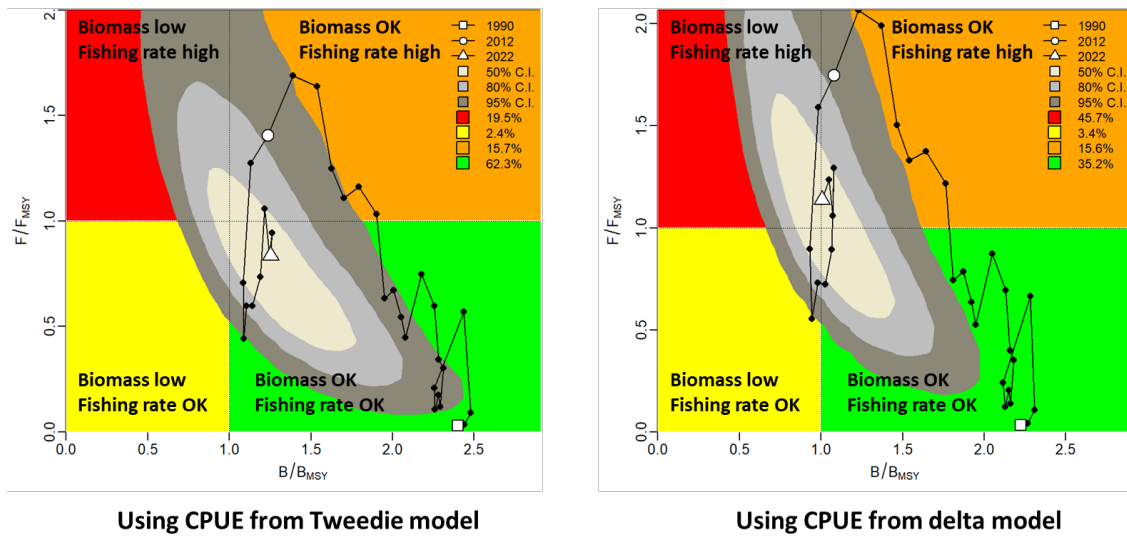 Biomass low
Fishing rate high
Biomass OK
Fishing rate high
1990
2012
2022
50% C.I.
80% C.I.
95% C.I.
19.5%
2.4%
15.7%
62.3%
Biomass low
Fishing rate OK
Biomass OK
Fishing rate OK
2.0
1.5
1.0
0.5
0.0
F/FMSY
0.0 0.5 1.0 1.5 2.0 2.5
B/BMSY
Using CPUE from Tweedie model
Biomass low
Fishing rate high
Biomass OK
Fishing rate high
1990
2012
2022
50% C.I.
80% C.I.
95% C.I.
45.7%
3.4%
15.6%
35.2%
Biomass low
Fishing rate OK
Biomass OK
Fishing rate OK
2.0
1.5
1.0
0.5
0.0
F/FMSY
0.0 0.5 1.0 1.5 2.0 2.5
B/BMSY
Using CPUE from delta model